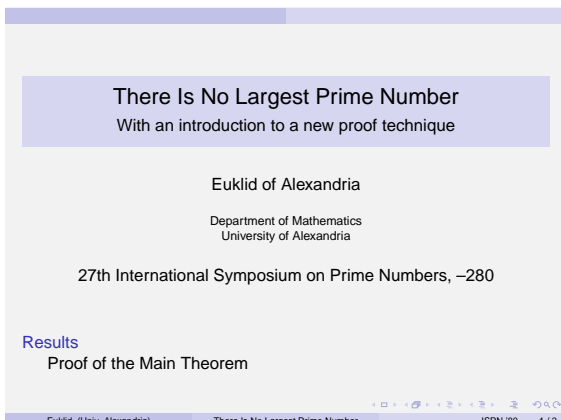 There Is No Largest Prime Number
With an introduction to a new proof technique
Euklid of Alexandria
Department of Mathematics
University of Alexandria
27th International Symposium on Prime Numbers, –280
Results
Proof of the Main Theorem
Euklid (Univ. Alexandria) There Is No Largest Prime Number ISPN ’80 1 / 3